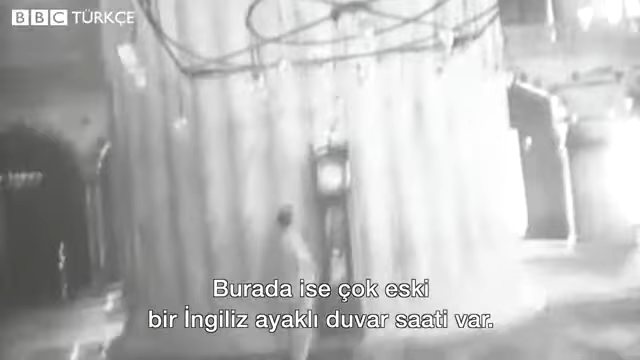 BBC TÜRKÇE
Burada ise çok eski
bir İngiliz ayaklı duvar saati var.